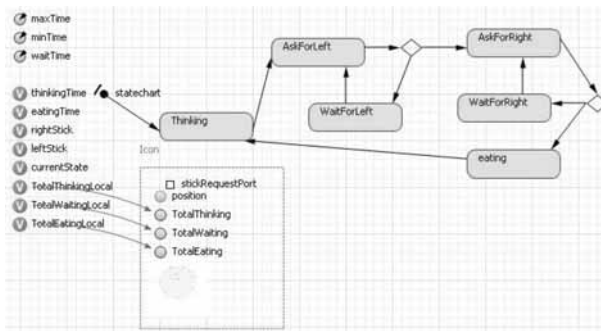 maxTime
minTime
waitTime
thinkingTime
statechart
eatingTime
rightStick
leftStick
currentState
TotalThinkingLocal
TotalWaitingLocal
TotalEatingLocal
Thinking
AskForLeft
WaitForLeft
AskForRight
WaitForRight
eating
Icon
stickRequestPort
position
TotalThinking
TotalWaiting
TotalEating